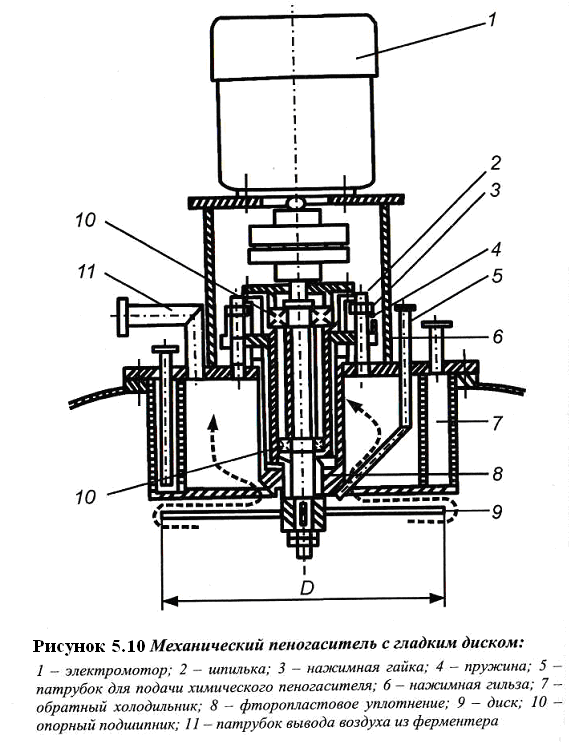 1
2
3
4
5
6
7
8
9
10
11
10
D
Рисунок 5.10 Механический пеногаситель с гладким диском:
1 – электромотор; 2 – шпилька; 3 – нажимная гайка; 4 – пружина; 5 –
патрубок для подачи химического пеногасителя; 6 – нажимная гильза; 7 –
обратный холодильник; 8 – фторопластовое уплотнение; 9 – диск; 10 –
опорный подшипник; 11 – патрубок вывода воздуха из ферментера